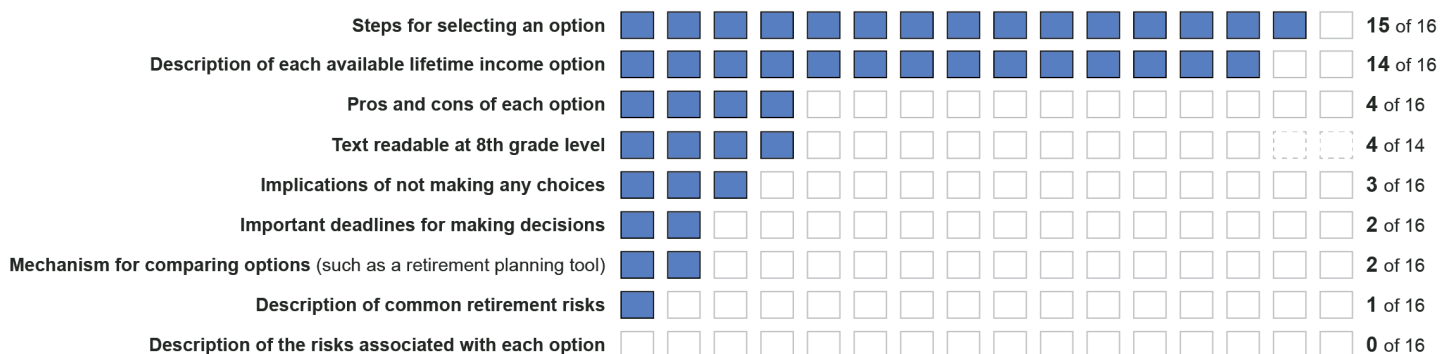 Steps for selecting an option 15 of 16
Description of each available lifetime income option 14 of 16
Pros and cons of each option 4 of 16
Text readable at 8th grade level 4 of 14
Implications of not making any choices 3 of 16
Important deadlines for making decisions 2 of 16
Mechanism for comparing options (such as a retirement planning tool) 2 of 16
Description of common retirement risks 1 of 16
Description of the risks associated with each option 0 of 16